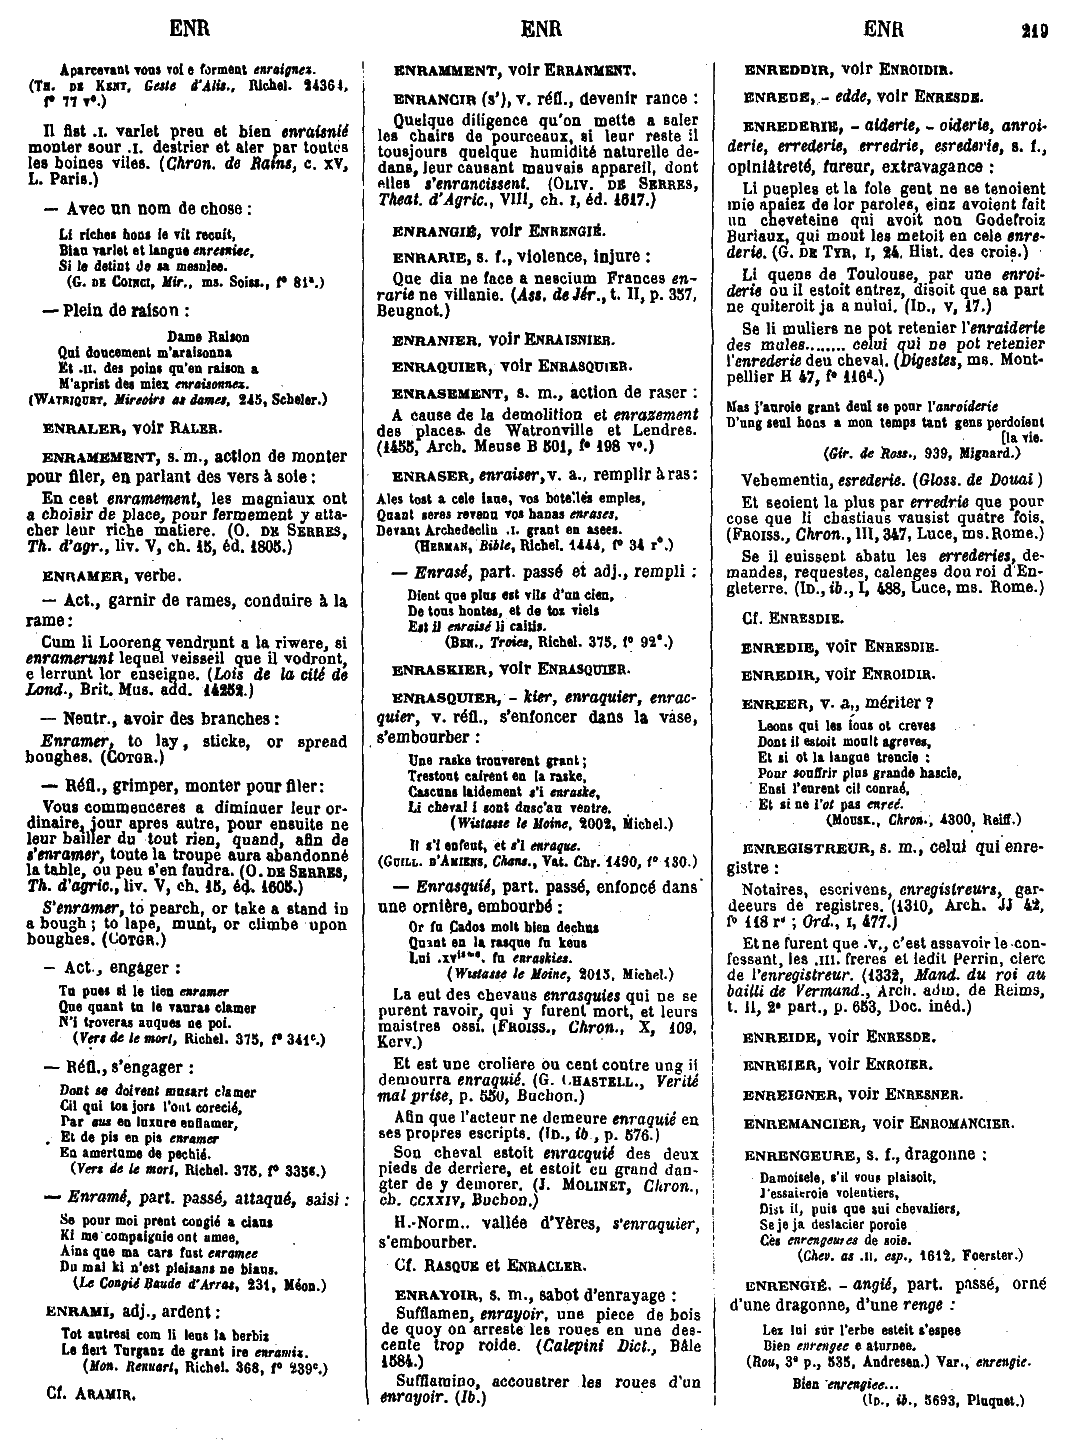 ENR
ENR
ENR
219
Aparcevant vous voi e forment enraignez.
(TH. DE KENT, Geste d'Alis., Richel. 24364,
f° 77 v°.)
Il fist .I. varlet preu et bien enraisnié
monter sour .I. destrier et aler par toutes
les boines viles. (Chron. de Rains, c. XV,
L. Paris.)
— Avec un nom de chose :
Li riches hons le vit recuit,
Biau varlet et langue enresniee,
Si le detint de sa mesniee.
(G. DE COINCI, Mir., ms. Soiss., f° 81ª.)
— Plein de raison :
Dame Raison
Qui doucement m'araisonna
Et .II. des poins qu'en raison a
M'aprist des miex enraisonnez.
(WATRIQUET, Mireoirs as dames, 245, Scheler.)
ENRALER, voir RALER.
ENRAMEMENT, s. m., action de monter
pour filer, en parlant des vers à soie :
En cest enramement, les magniaux ont
a choisir de place, pour fermement y atta-
cher leur riche matiere. (O. DE SERRES,
Th. d'agr., liv. V, ch. 15, éd. 1805.)
ENRAMER, verbe.
— Act., garnir de rames, conduire à la
rame :
Cum li Looreng vendrunt a la riwere, si
enramerunt lequel veisseil que il vodront,
e lerrunt lor enseigne. (Lois de la cité de
Lond., Brit. Mus. add. 14252.)
— Neutr., avoir des branches :
Enramer, to lay, sticke, or spread
boughes. (COTGR.)
— Réfl., grimper, monter pour filer :
Vous commenceres a diminuer leur or-
dinaire, jour apres autre, pour ensuite ne
leur bailler du tout rien, quand, afin de
s'enramer, toute la troupe aura abandonné
la table, ou peu s'en faudra. (O. DE SERRES,
Th. d'agric., liv. V, ch. 15, éd. 1605.)
S'enramer, to pearch, or take a stand in
a bough ; to lape, munt, or climbe upon
boughes. (COTGR.)
— Act., engager :
Tu pues si le tien enramer
Que quant tu le vauras clamer
N'i troveras auques ne poi.
(Vers de le mort, Richel. 375, f° 341ᶜ.)
— Réfl., s'engager :
Dont se doivent musart clamer
Cil qui tos jors l'ont corecié,
Par aus en luxure enflamer,
Et de pis en pis enramer
En amertume de pechié.
(Vers de le mort, Richel. 375, f° 335ᵉ.)
— Enramé, part. passé, attaqué, saisi :
Se pour moi prent congié a ciaus
Ki me compaignie ont amee,
Ains que ma cars fust enramee
Du mal ki n'est plaisans ne biaus.
(Le Congié Baude d'Arras, 231, Méon.)
ENRAMI, adj., ardent :
Tot autresi com li leus la berbiz
Le fiert Turganz de grant ire enramiz.
(Mon. Renuart, Richel. 368, f° 239ᶜ.)
Cf. ARAMIR.
ENRAMMENT, voir ERRANMENT.
ENRANCIR (s'), v. réfl., devenir rance :
Quelque diligence qu'on mette a saler
les chairs de pourceaux, si leur reste il
tousjours quelque humidité naturelle de-
dans, leur causant mauvais appareil, dont
elles s'enrancissent. (OLIV. DE SERRES,
Theat. d'Agric., VIII, ch. I, éd. 1617.)
ENRANGIÉ, voir ENRENGIÉ.
ENRARIE, s. f., violence, injure :
Que dia ne face a nescium Frances en-
rarie ne villanie. (Ass. de Jér., t. II, p. 357,
Beugnot.)
ENRANIER, voir ENRAISNIER.
ENRAQUIER, voir ENRASQUIER.
ENRASEMENT, s. m., action de raser :
A cause de la demolition et enrazement
des places de Watronville et Lendres.
(1455, Arch. Meuse B 501, f° 198 v°.)
ENRASER, enraiser, v. a., remplir à ras :
Ales tost a cele iaue, vos boteilles emples,
Quant seres revenu vos hanas enrases,
Devant Archedeclin .I. grant en asees.
(HERMAN, Bible, Richel. 1444, f° 34 r°.)
— Enrasé, part. passé et adj., rempli :
Dient que plus est vils d'un cien,
De tous hontes, et de toz viels
Est il enraisé li caitis.
(BEN., Troies, Richel. 375, f° 92ᵉ.)
ENRASKIER, voir ENRASQUIER.
ENRASQUIER, - kier, enraquier, enrac-
quier, v. réfl., s'enfoncer dans la vase,
s'embourber :
Une raske trouverent grant ;
Trestout caïrent en la raske,
Cascuns laidement s'i enraske,
Li cheval i sont dusc'au ventre.
(Wistasse le Moine, 2002, Michel.)
Il s'i enfent, et s'i enraque.
(GUILL. D'AMIENS, Chans., Vat. Chr. 1490, f° 130.)
— Enrasquié, part. passé, enfoncé dans
une ornière, embourbé :
Or fu Cados molt bien dechus
Quant en la rasque fu keus
Lui .XVIᵉ. fu enraskies.
(Wistasse le Moine, 2015, Michel.)
La eut des chevaus enrasquies qui ne se
purent ravoir, qui y furent mort, et leurs
maistres ossi. (FROISS., Chron., X, 109,
Kerv.)
Et est une croliere ou cent contre ung il
demourra enraquié. (G. CHASTELL., Verité
mal prise, p. 550, Buchon.)
Afin que l'acteur ne demeure enraquié en
ses propres escripts. (ID., ib, p. 576.)
Son cheval estoit enracquié des deux
pieds de derriere, et estoit en grand dan-
gier de y demorer. (J. MOLINET, Chron.,
ch. CCXXIV, Buchon.)
H.-Norm., vallée d'Yères, s'enraquier,
s'embourber.
Cf. RASQUE et ENRACLER.
ENRAYOIR, s. m., sabot d'enrayage :
Sufflamen, enrayoir, une piece de bois
de quoy on arreste les roues en une des-
cente trop roide. (Calepini Dict., Bâle
1584.)
Sufflamino, accoustrer les roues d'un
enrayoir. (Ib.)
ENREDDIR, voir ENROIDIR.
ENREDE, - edde, voir ENRESDE.
ENREDERIE, - aiderie, - oiderie, anroi-
derie, errederie, erredrie, esrederie, s. f.,
opiniâtreté, fureur, extravagance :
Li pueples et la fole gent ne se tenoient
mie apaiez de lor paroles, einz avoient fait
un cheveteine qui avoit non Godefroiz
Buriaux, qui mout les metoit en cele enre-
derie. (G. DE TYR, I, 24, Hist. des crois.)
Li quens de Toulouse, par une enroi-
derie ou il estoit entrez, disoit que sa part
ne quiteroit ja a nului. (ID., V, 17.)
Se li muliers ne pot retenier l'enraiderie
des mules........ celui qui ne pot retenier
l'enrederie deu cheval. (Digestes, ms. Mont-
pellier H 47, f° 116ᵈ.)
Mas j'auroie grant deul se pour l'anroiderie
D'ung seul hons a mon temps tant gens perdoient
[la vie.
(Gir. de Ross., 939, Mignard.)
Vehementia, esrederie. (Gloss. de Douai )
Et seoient la plus par erredrie que pour
cose que li chastiaus vausist quatre fois.
(FROISS., Chron., III, 347, Luce, ms. Rome.)
Se il euissent abatu les errederies, de-
mandes, requestes, calenges dou roi d'En-
gleterre. (ID., ib., I, 488, Luce, ms. Rome.)
Cf. ENRESDIE.
ENREDIE, voir ENRESDIE.
ENREDIR, voir ENROIDIR.
ENREER, v. a., mériter ?
Leons qui les ious ot creves
Dont il estoit moult agreves,
Et si ot la langue trencie :
Pour souffrir plus grande hascie,
Ensi l'eurent cil conraé,
Et si ne l'ot pas enreé.
(MOUSK., Chron., 4300, Reiff.)
ENREGISTREUR, s. m., celui qui enre-
gistre :
Notaires, escrivens, enregistreurs, gar-
deeurs de registres. (1310, Arch. JJ 42,
f° 118 r° ; Ord., I, 477.)
Et ne furent que .V., c'est assavoir le con-
fessant, les .III. freres et ledit Perrin, clerc
de l'enregistreur. (1332, Mand. du roi au
bailli de Vermand., Arch. adm. de Reims,
t. II, 2ᵉ part., p. 653, Doc. inéd.)
ENREIDE, voir ENRESDE.
ENREIER, voir ENROIER.
ENREIGNER, voir ENRESNER.
ENREMANCIER, voir ENROMANCIER.
ENRENGEURE, s. f., dragonne :
Damoisele, s'il vous plaisoit,
J'essaieroie volentiers,
Dist il, puis que sui chevaliers,
Se je ja deslacier poroie
Ces enrengeures de soie.
(Chev. as .II. esp., 1612, Foerster.)
ENRENGIÉ, - angié, part. passé, orné
d'une dragonne, d'une renge :
Lez lui sur l'erbe esteit s'espee
Bien enrengee e aturnee.
(Rou, 3ᵉ p., 535, Andresen.) Var., enrengie.
Bien enrengiee...
(ID., ib., 5693, Pluquet.)